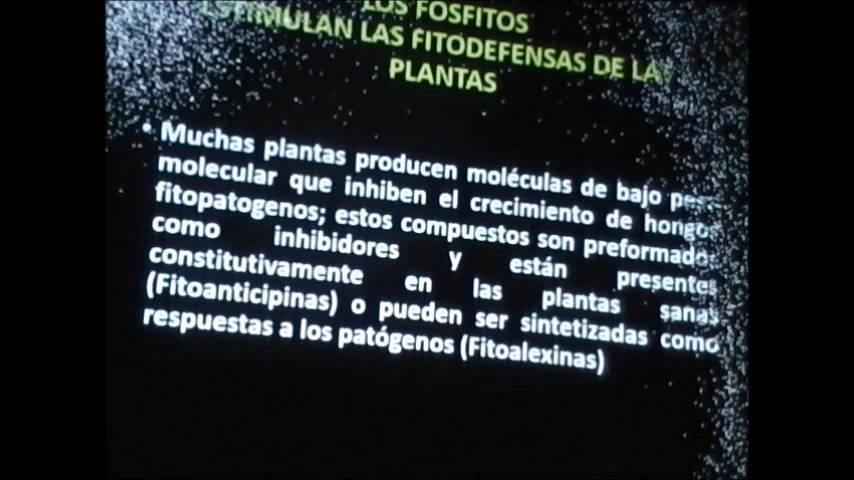 LOS FOSFITOS
ESTIMULAN LAS FITODEFENSAS DE LA
PLANTAS
• Muchas plantas producen moléculas de bajo
molecular que inhiben el crecimiento de hongos
fitopatogenos; estos compuestos son preformados
como inhibidores y están presentes
constitutivamente en las plantas sanas
(Fitoanticipinas) o pueden ser sintetizadas como
respuestas a los patógenos (Fitoalexinas)